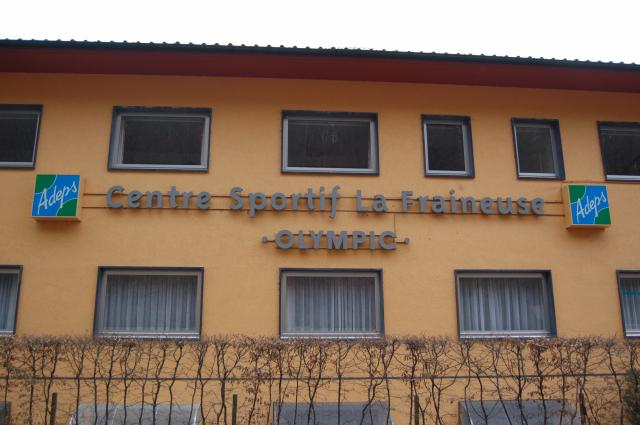 Adeps
Centre Sportif La Fraineuse
Adeps
OLYMPIC